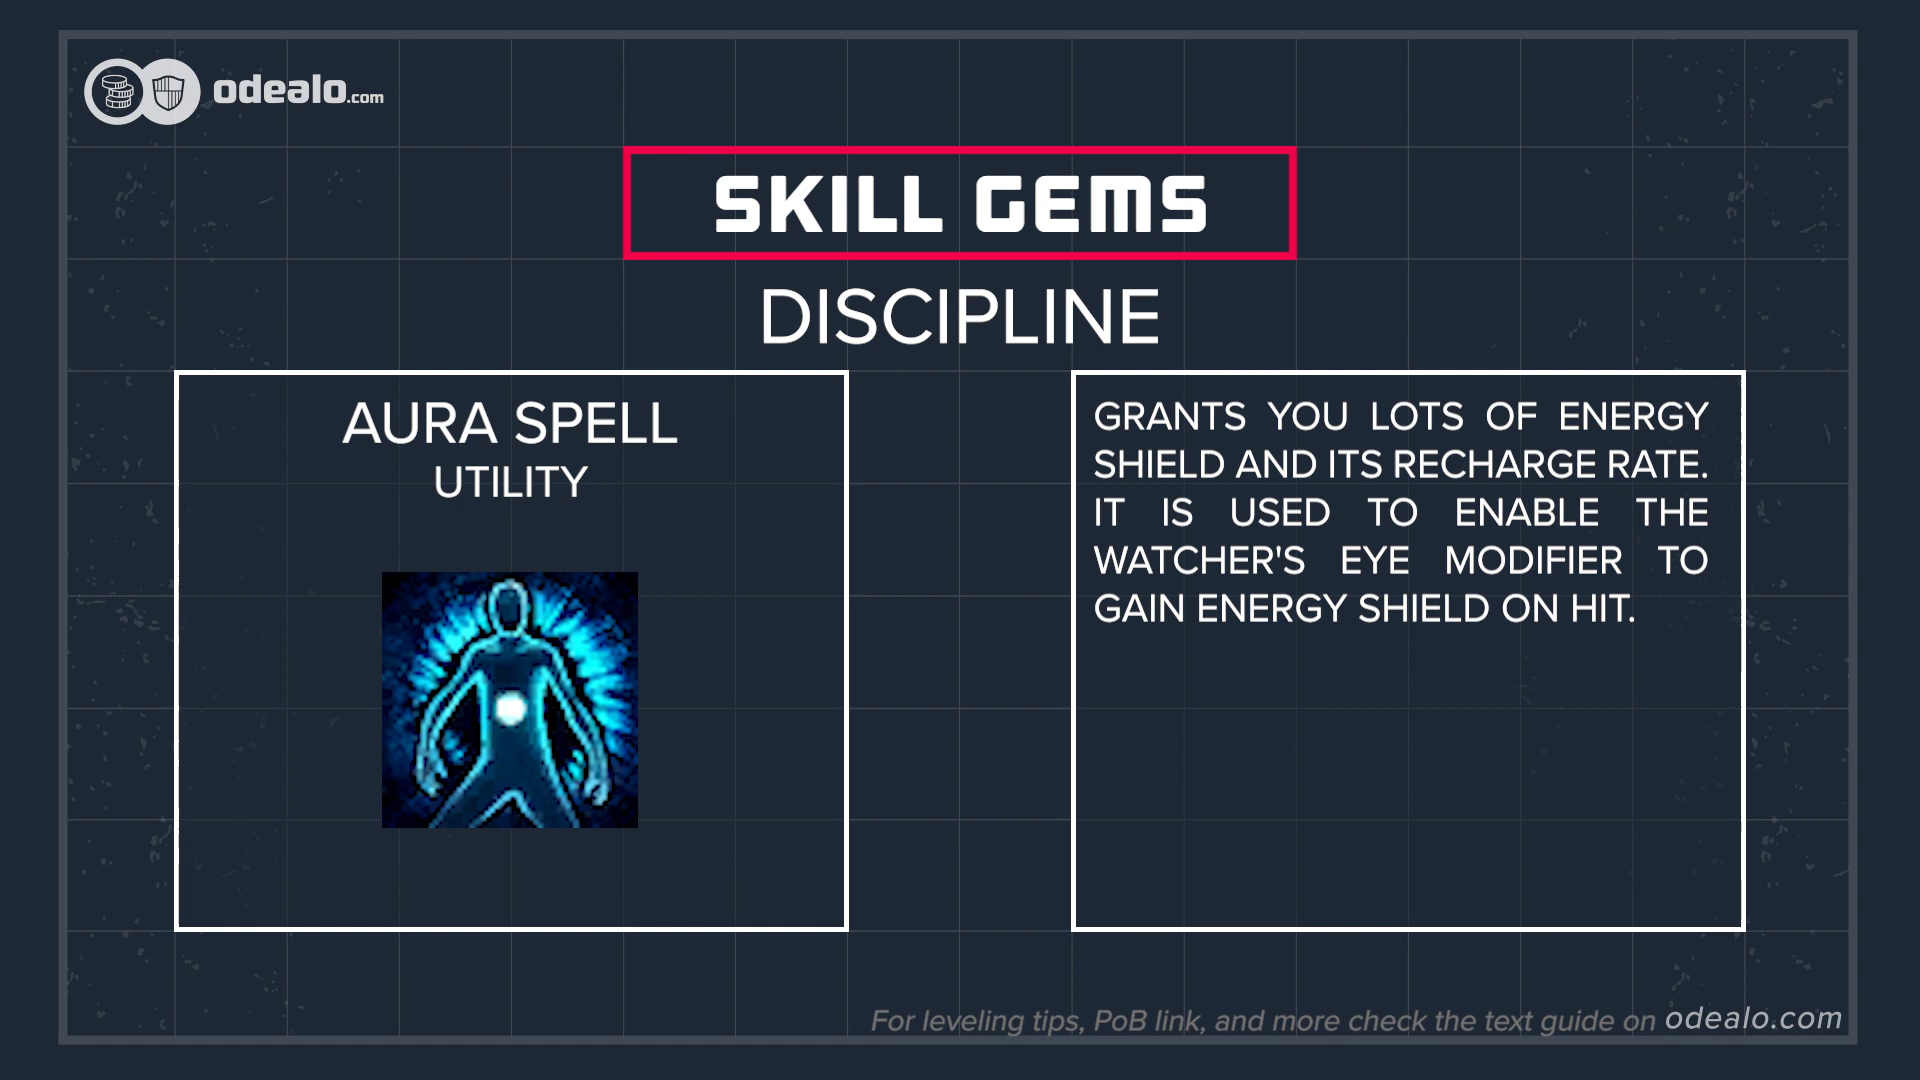 odealo.com
SKILL GEMS
DISCIPLINE
AURA SPELL
UTILITY
GRANTS YOU LOTS OF ENERGY
SHIELD AND ITS RECHARGE RATE.
IT IS USED TO ENABLE THE
WATCHER'S EYE MODIFIER TO
GAIN ENERGY SHIELD ON HIT.
For leveling tips, PoB link, and more check the text guide on odealo.com